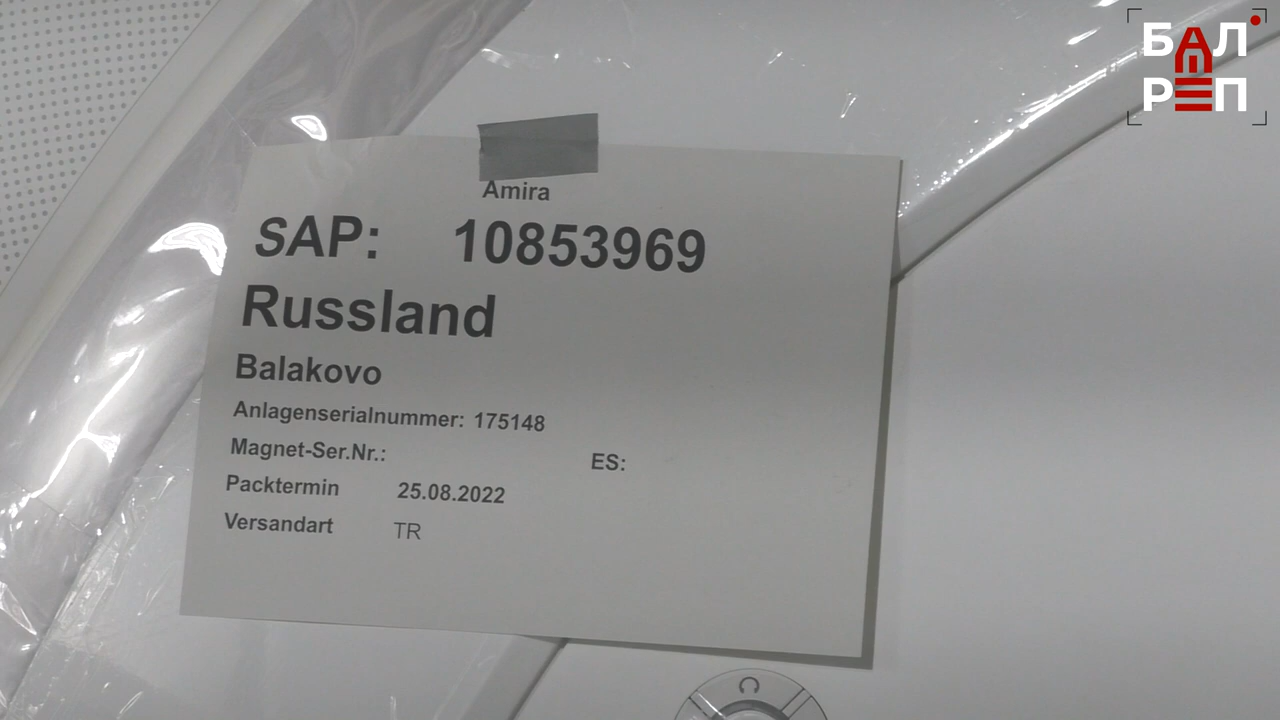 БАЛ
РЕП
Amira
SAP: 10853969
Russland
Balakovo
Anlagenserialnummer: 175148
Magnet-Ser.Nr.: ES:
Packtermin 25.08.2022
Versandart TR